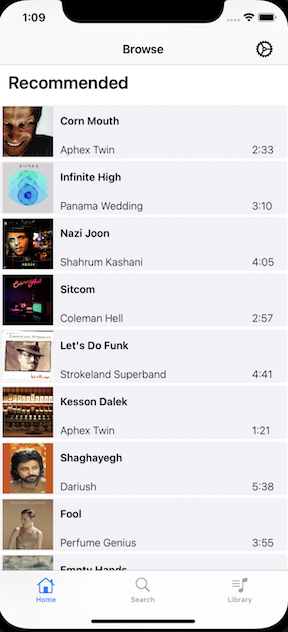 1:09
Browse
Recommended
Corn Mouth
Aphex Twin
2:33
Infinite High
Panama Wedding
3:10
Nazi Joon
Shahrum Kashani
4:05
Sitcom
Coleman Hell
2:57
Let's Do Funk
Strokeland Superband
4:41
Kesson Dalek
Aphex Twin
1:21
Shaghayegh
Dariush
5:38
Fool
Perfume Genius
3:55
Empty Hands
Home
Search
Library